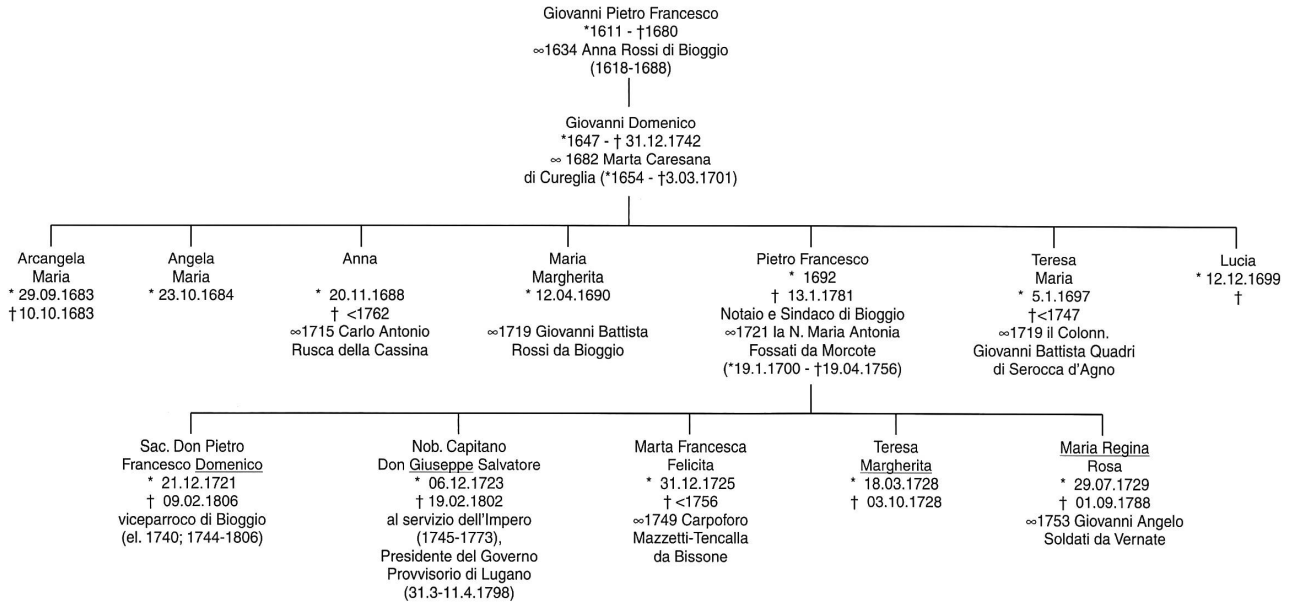 Giovanni Pietro Francesco
*1611 - †1680
∞1634 Anna Rossi di Bioggio
(1618-1688)
Giovanni Domenico
*1647 - † 31.12.1742
∞ 1682 Marta Caresana
di Cureglia (*1654 - †3.03.1701)
Arcangela
Maria
* 29.09.1683
† 10.10.1683
Angela
Maria
* 23.10.1684
Anna
* 20.11.1688
† <1762
∞1715 Carlo Antonio
Rusca della Cassina
Maria
Margherita
* 12.04.1690
∞1719 Giovanni Battista
Rossi da Bioggio
Pietro Francesco
* 1692
† 13.1.1781
Notaio e Sindaco di Bioggio
∞1721 la N. Maria Antonia
Fossati da Morcote
(*19.1.1700 - †19.04.1756)
Teresa
Maria
* 5.1.1697
†<1747
∞1719 il Colonn.
Giovanni Battista Quadri
di Serocca d'Agno
Lucia
* 12.12.1699
†
Sac. Don Pietro
Francesco Domenico
* 21.12.1721
† 09.02.1806
viceparroco di Bioggio
(el. 1740; 1744-1806)
Nob. Capitano
Don Giuseppe Salvatore
* 06.12.1723
† 19.02.1802
al servizio dell'Impero
(1745-1773),
Presidente del Governo
Provvisorio di Lugano
(31.3-11.4.1798)
Marta Francesca
Felicita
* 31.12.1725
† <1756
∞1749 Carpoforo
Mazzetti-Tencalla
da Bissone
Teresa
Margherita
* 18.03.1728
† 03.10.1728
Maria Regina
Rosa
* 29.07.1729
† 01.09.1788
∞1753 Giovanni Angelo
Soldati da Vernate